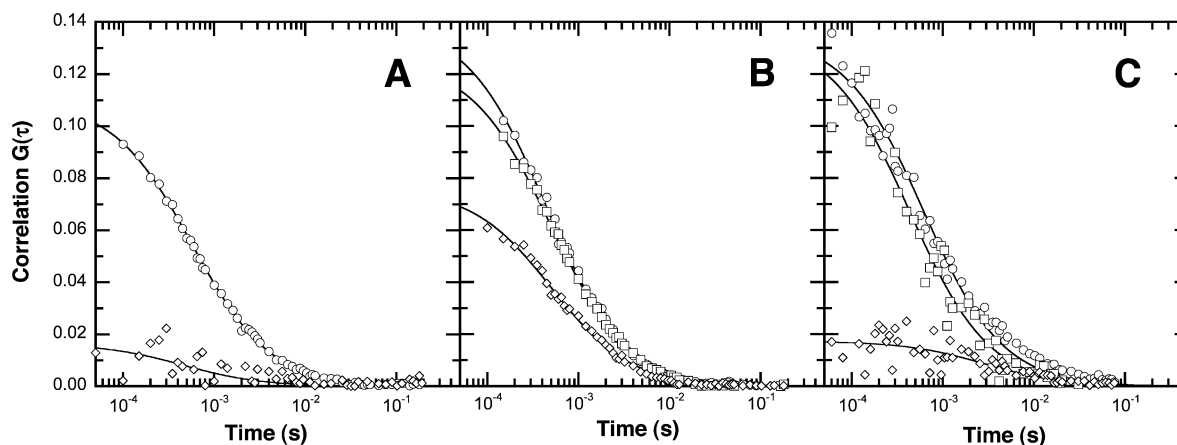 0.14
0.12
0.10
0.08
0.06
0.04
0.02
0.00
Correlation G(τ)
A
B
C
10⁻⁴ 10⁻³ 10⁻² 10⁻¹
10⁻⁴ 10⁻³ 10⁻² 10⁻¹
10⁻⁴ 10⁻³ 10⁻² 10⁻¹
Time (s)
Time (s)
Time (s)